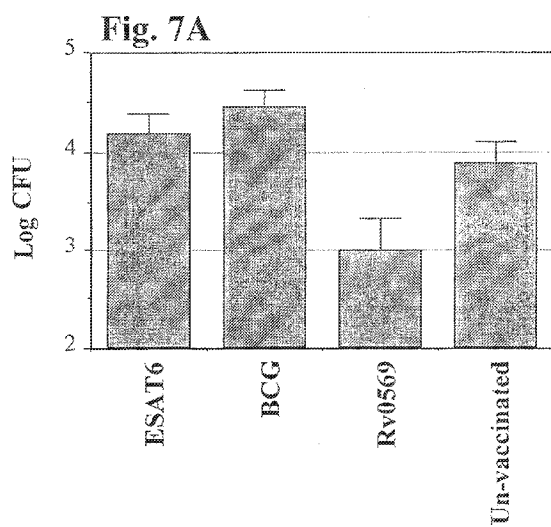 Fig. 7A
5
4
3
2
Log CFU
ESAT6
BCG
Rv0569
Un-vaccinated